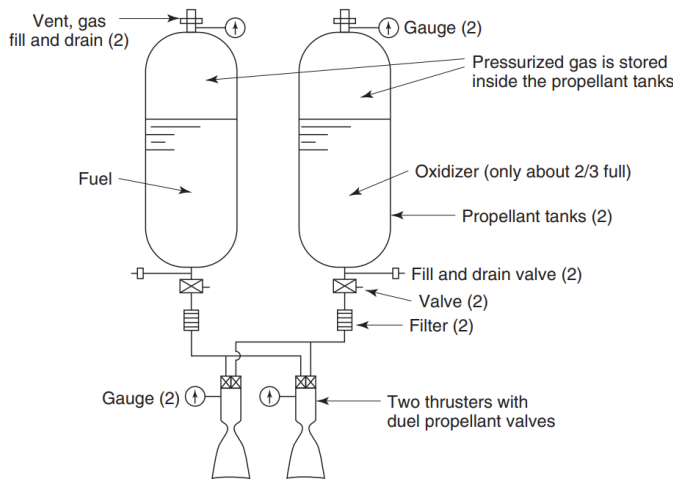 Vent, gas
fill and drain (2)
Gauge (2)
Pressurized gas is stored
inside the propellant tanks
Fuel
Oxidizer (only about 2/3 full)
Propellant tanks (2)
Fill and drain valve (2)
Valve (2)
Filter (2)
Gauge (2)
Two thrusters with
duel propellant valves